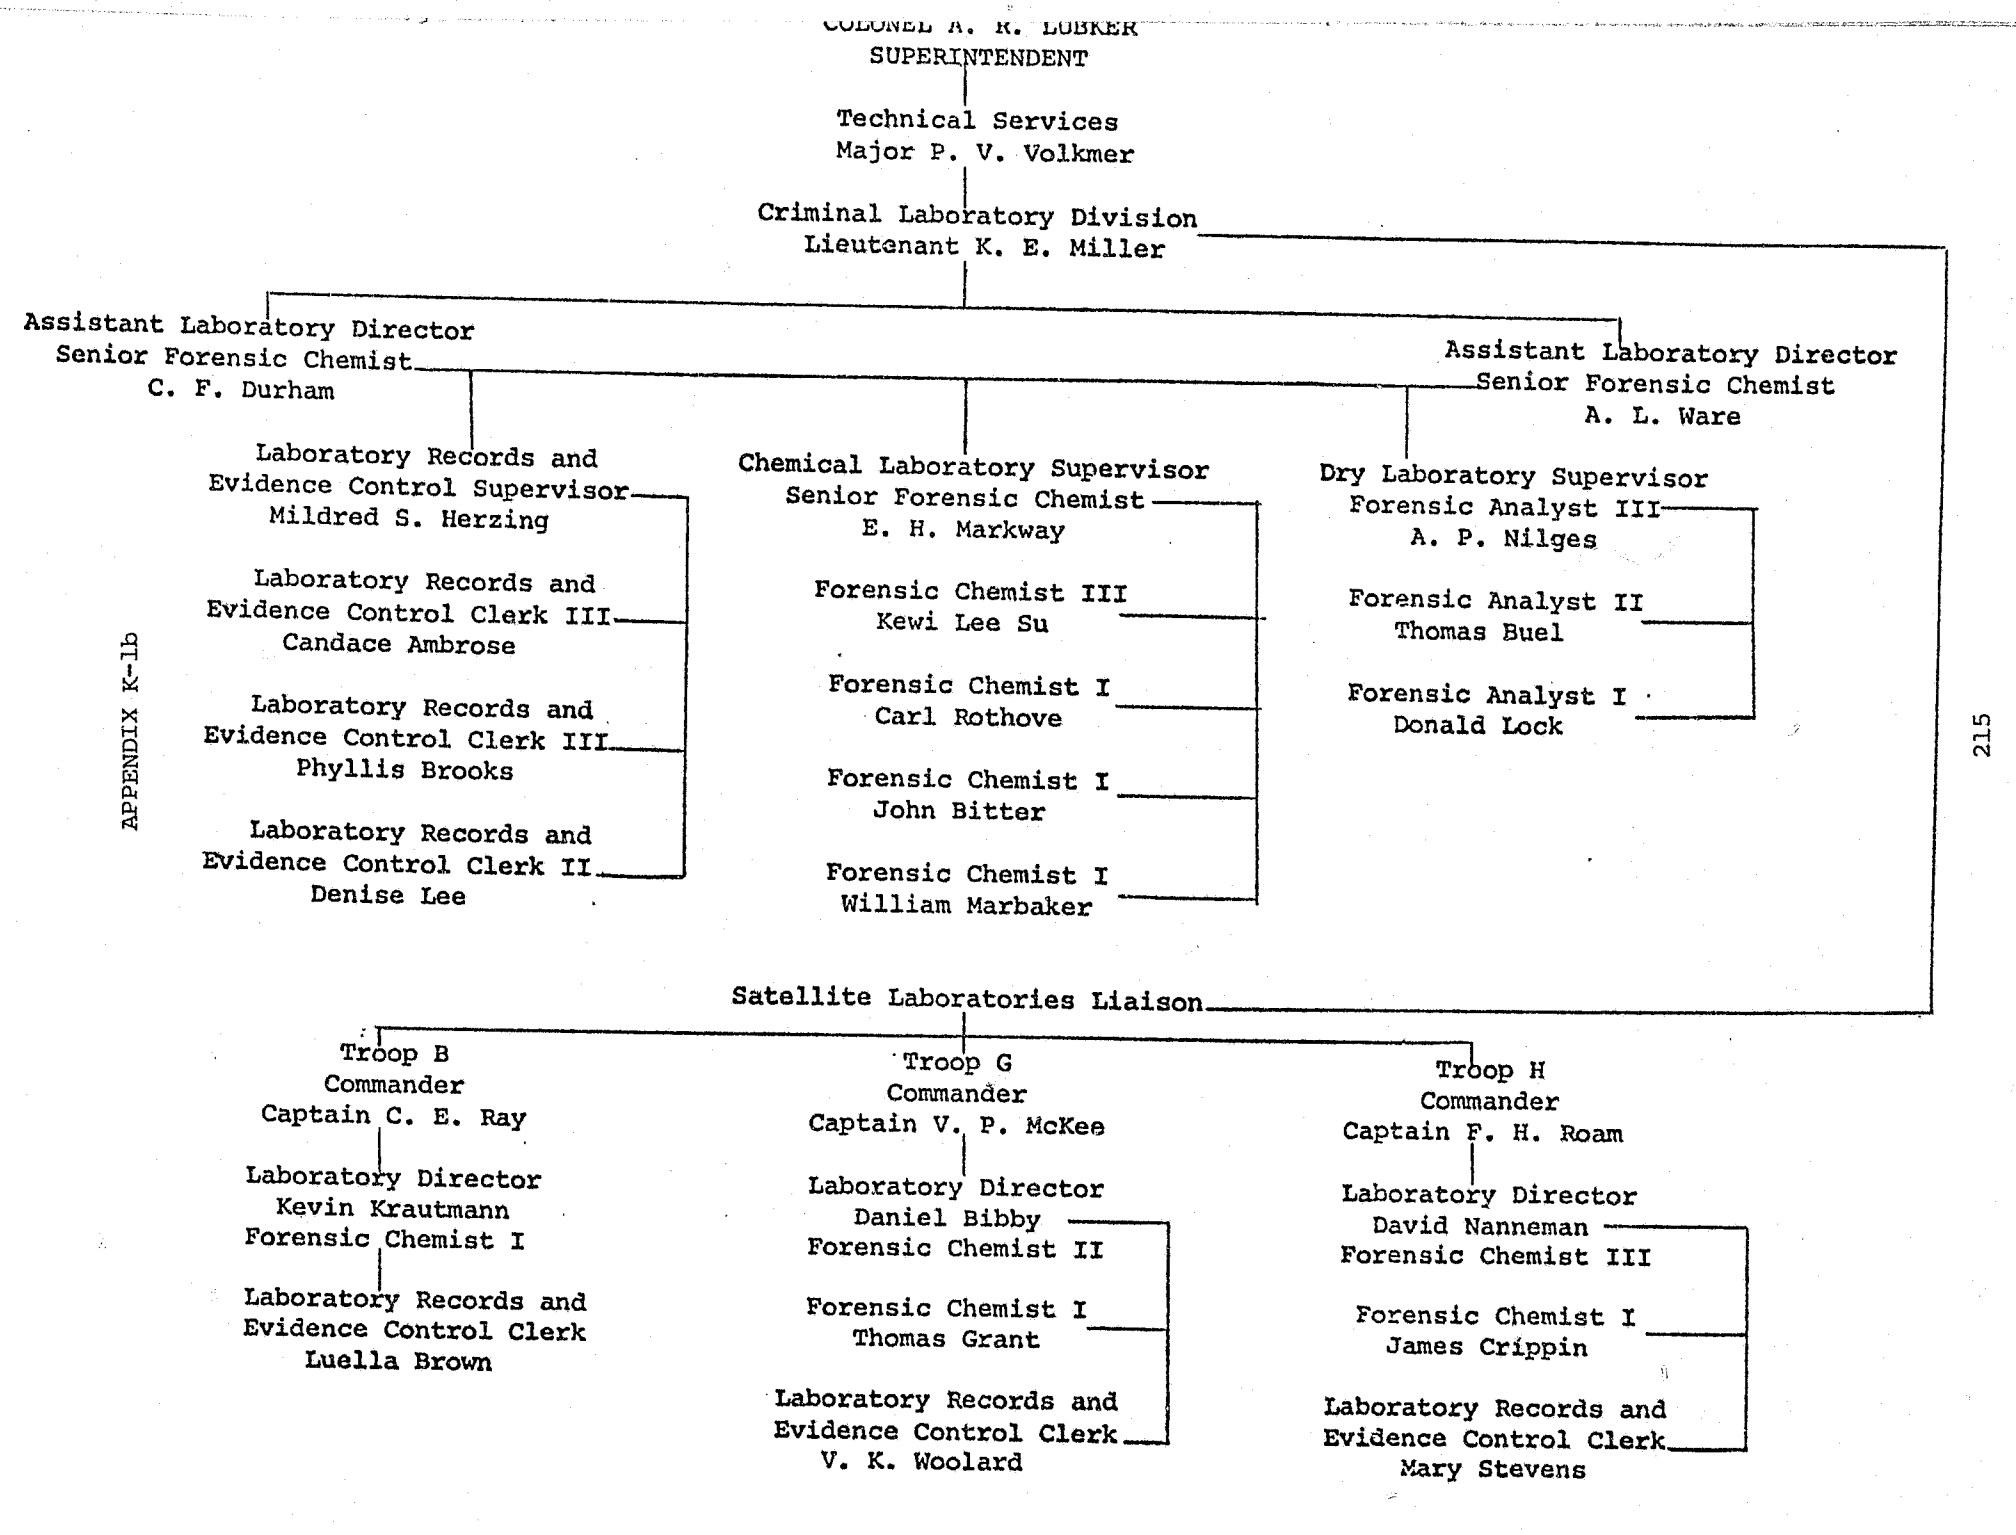 COLONEL A. R. LUBKER
SUPERINTENDENT
Technical Services
Major P. V. Volkmer
Criminal Laboratory Division
Lieutenant K. E. Miller
Assistant Laboratory Director
Senior Forensic Chemist
C. F. Durham
Assistant Laboratory Director
Senior Forensic Chemist
A. L. Ware
Laboratory Records and
Evidence Control Supervisor
Mildred S. Herzing
Laboratory Records and
Evidence Control Clerk III
Candace Ambrose
Laboratory Records and
Evidence Control Clerk III
Phyllis Brooks
Laboratory Records and
Evidence Control Clerk II
Denise Lee
Chemical Laboratory Supervisor
Senior Forensic Chemist
E. H. Markway
Forensic Chemist III
Kewi Lee Su
Forensic Chemist I
Carl Rothove
Forensic Chemist I
John Bitter
Forensic Chemist I
William Marbaker
Dry Laboratory Supervisor
Forensic Analyst III
A. P. Nilges
Forensic Analyst II
Thomas Buel
Forensic Analyst I
Donald Lock
Satellite Laboratories Liaison
Troop B
Commander
Captain C. E. Ray
Laboratory Director
Kevin Krautmann
Forensic Chemist I
Laboratory Records and
Evidence Control Clerk
Luella Brown
Troop G
Commander
Captain V. P. McKee
Laboratory Director
Daniel Bibby
Forensic Chemist II
Forensic Chemist I
Thomas Grant
Laboratory Records and
Evidence Control Clerk
V. K. Woolard
Troop H
Commander
Captain F. H. Roam
Laboratory Director
David Nanneman
Forensic Chemist III
Forensic Chemist I
James Crippin
Laboratory Records and
Evidence Control Clerk
Mary Stevens
APPENDIX K-1b
215